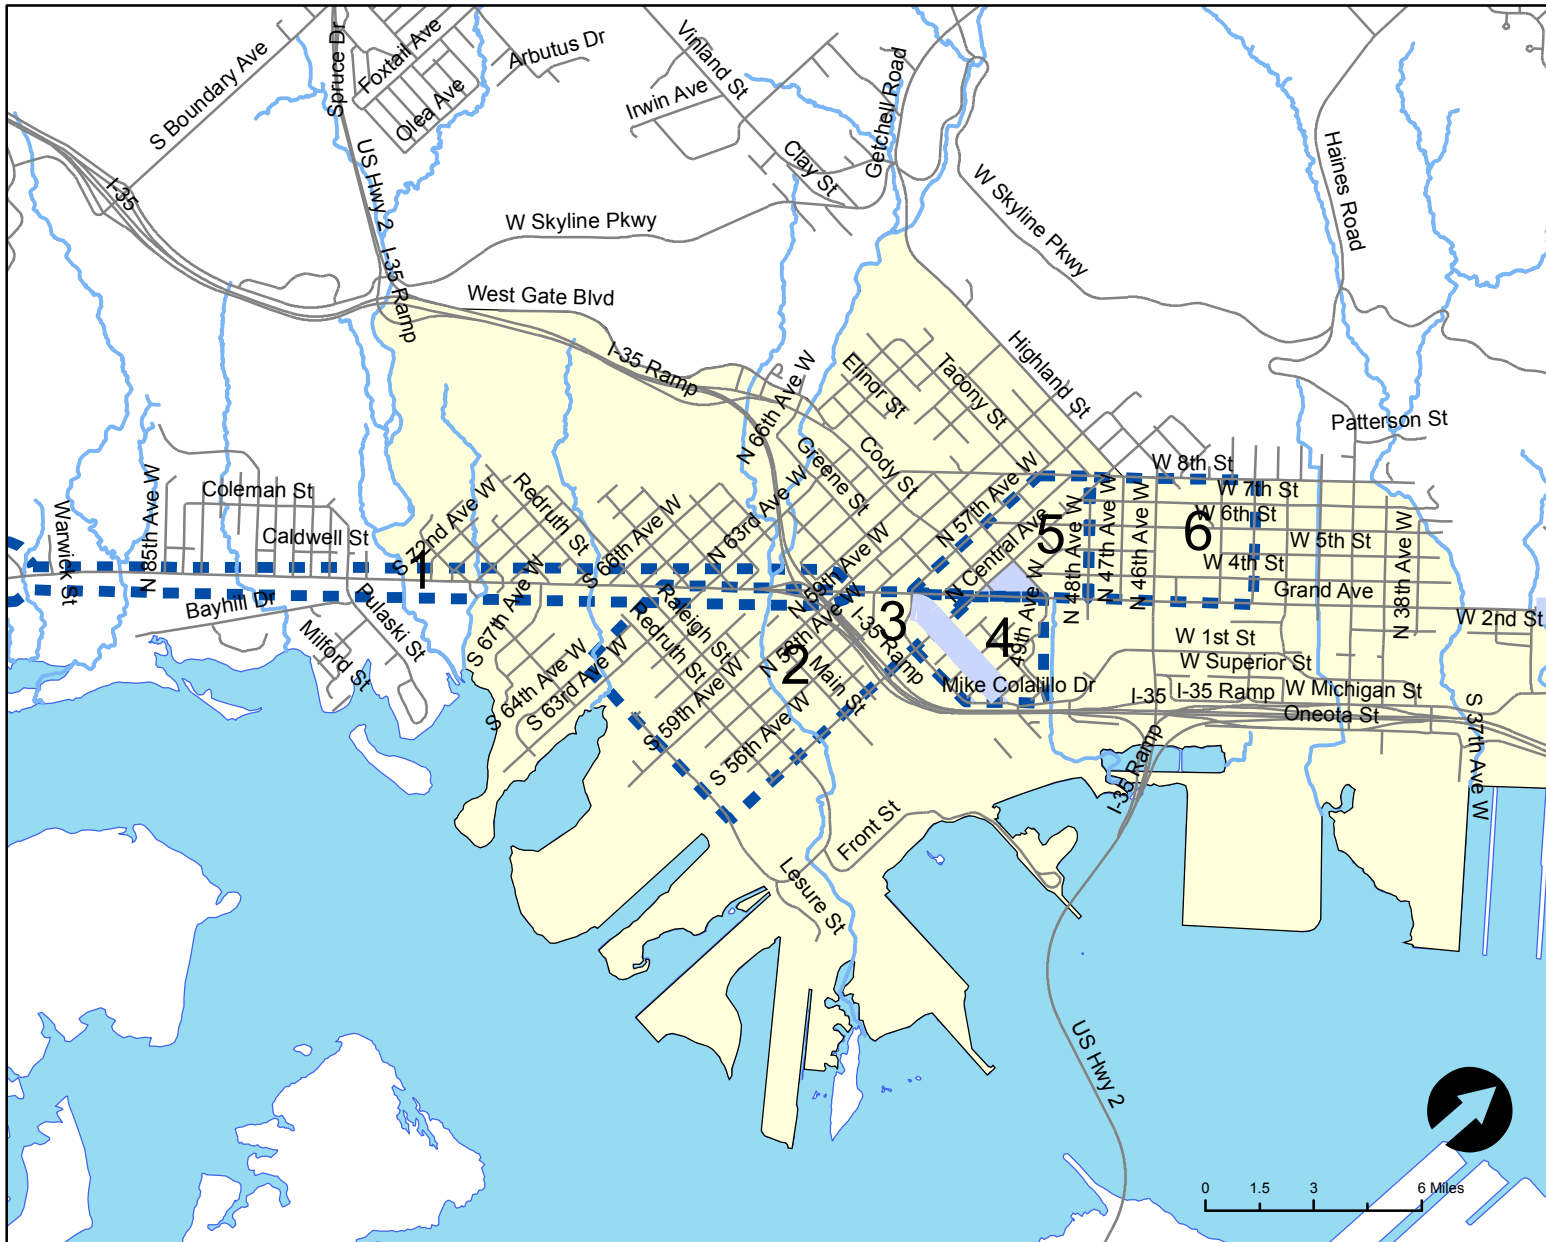 S Boundary Ave
Spruce Dr
Foxtail Ave
Olea Ave
Arbutus Dr
Vinland St
Irwin Ave
Clay St
Getchell Road
Haines Road
I-35
US Hwy 2
W Skyline Pkwy
W Skyline Pkwy
I-35 Ramp
West Gate Blvd
I-35 Ramp
N 66th Ave W
Elinor St
Tacony St
Highland St
Patterson St
Greene St
Cody St
W 8th St
W 7th St
W 6th St
W 5th St
W 4th St
Grand Ave
W 2nd St
Warwick St
N 85th Ave W
Coleman St
Caldwell St
Bayhill Dr
Pulaski St
Milford St
S 72nd Ave W
Redruth St
S 66th Ave W
N 63rd Ave W
N 59th Ave W
N 57th Ave W
N Central Ave
N 48th Ave W
N 47th Ave W
N 46th Ave W
N 38th Ave W
1
2
3
4
5
6
S 67th Ave W
S 64th Ave W
S 63rd Ave W
Raleigh St
Redruth St
S 59th Ave W
N 58th Ave W
Main St
S 56th Ave W
I-35 Ramp
49th Ave W
Mike Colalillo Dr
W 1st St
W Superior St
W Michigan St
I-35
I-35 Ramp
Oneota St
S 37th Ave W
I-35 Ramp
Front St
Lesure St
US Hwy 2
0 1.5 3 6 Miles